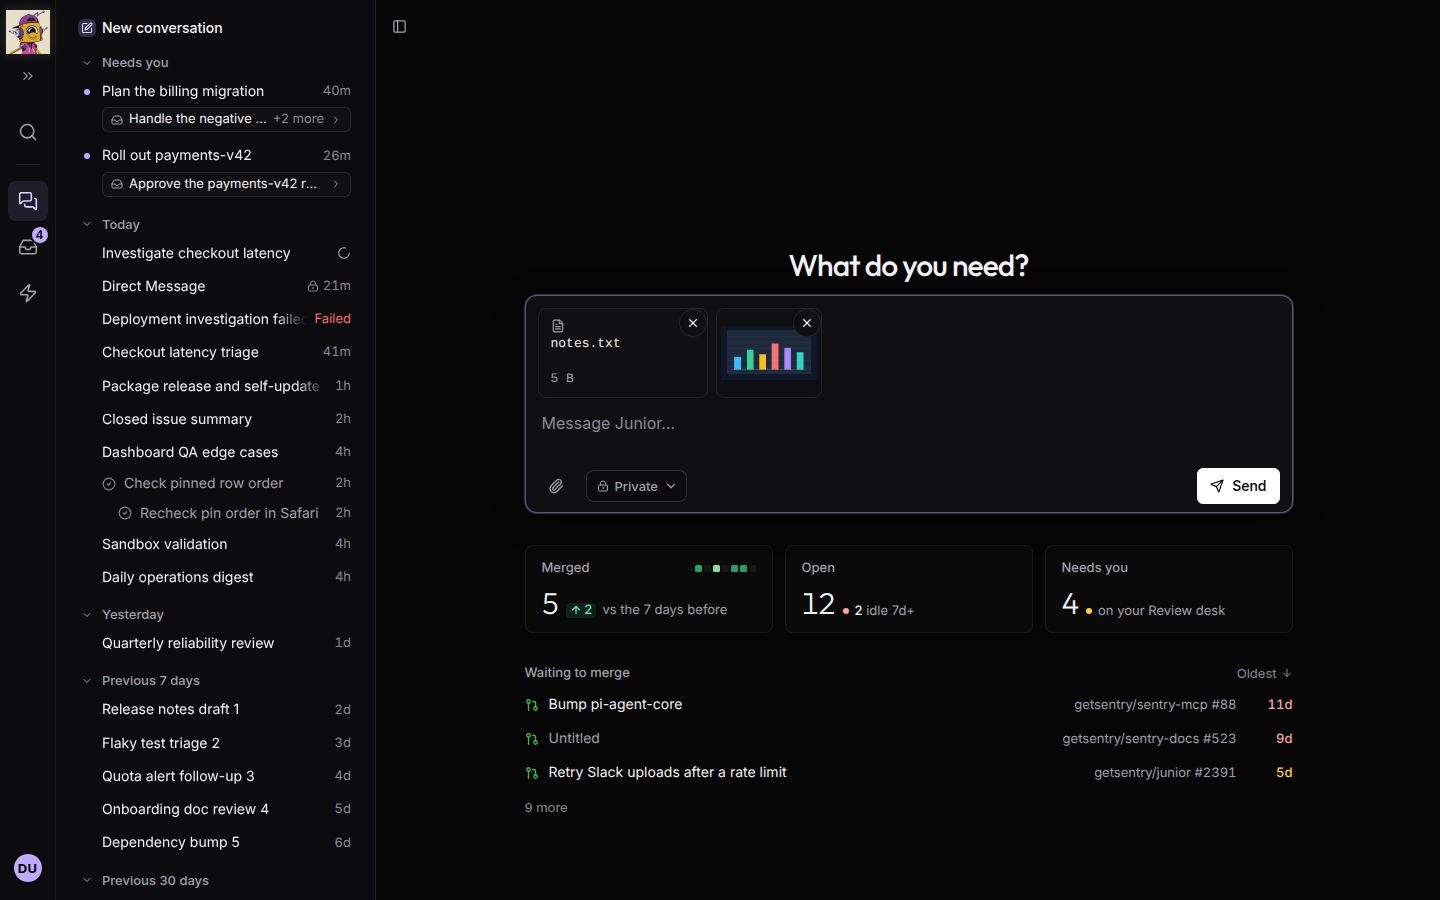 New conversation
Needs you
Plan the billing migration 40m
Handle the negative ... +2 more
Roll out payments-v42 26m
Approve the payments-v42 r...
Today
Investigate checkout latency
Direct Message 21m
Deployment investigation failed Failed
Checkout latency triage 41m
Package release and self-update 1h
Closed issue summary 2h
Dashboard QA edge cases 4h
Check pinned row order 2h
Recheck pin order in Safari 2h
Sandbox validation 4h
Daily operations digest 4h
Yesterday
Quarterly reliability review 1d
Previous 7 days
Release notes draft 1 2d
Flaky test triage 2 3d
Quota alert follow-up 3 4d
Onboarding doc review 4 5d
Dependency bump 5 6d
Previous 30 days
4
DU
What do you need?
notes.txt
5 B
Message Junior...
Private
Send
Merged
5 2 vs the 7 days before
Open
12 2 idle 7d+
Needs you
4 on your Review desk
Waiting to merge Oldest
Bump pi-agent-core getsentry/sentry-mcp #88 11d
Untitled getsentry/sentry-docs #523 9d
Retry Slack uploads after a rate limit getsentry/junior #2391 5d
9 more